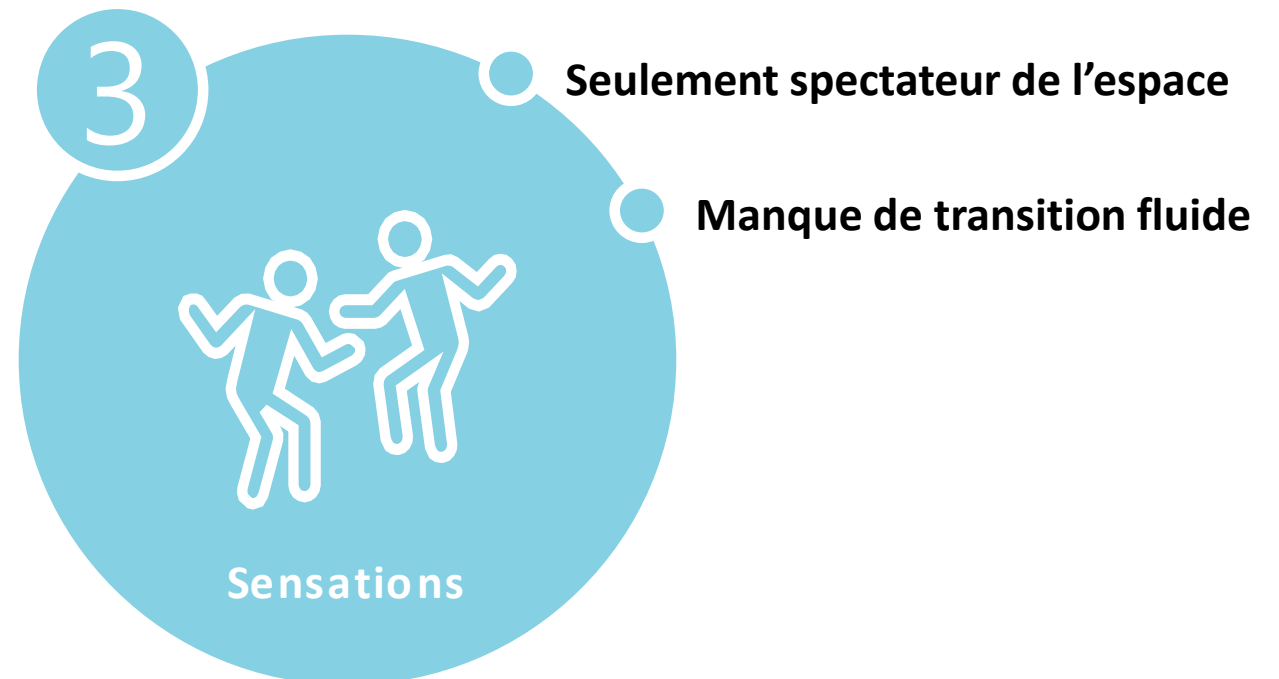 3
Seulement spectateur de l’espace
Manque de transition fluide
Sensations